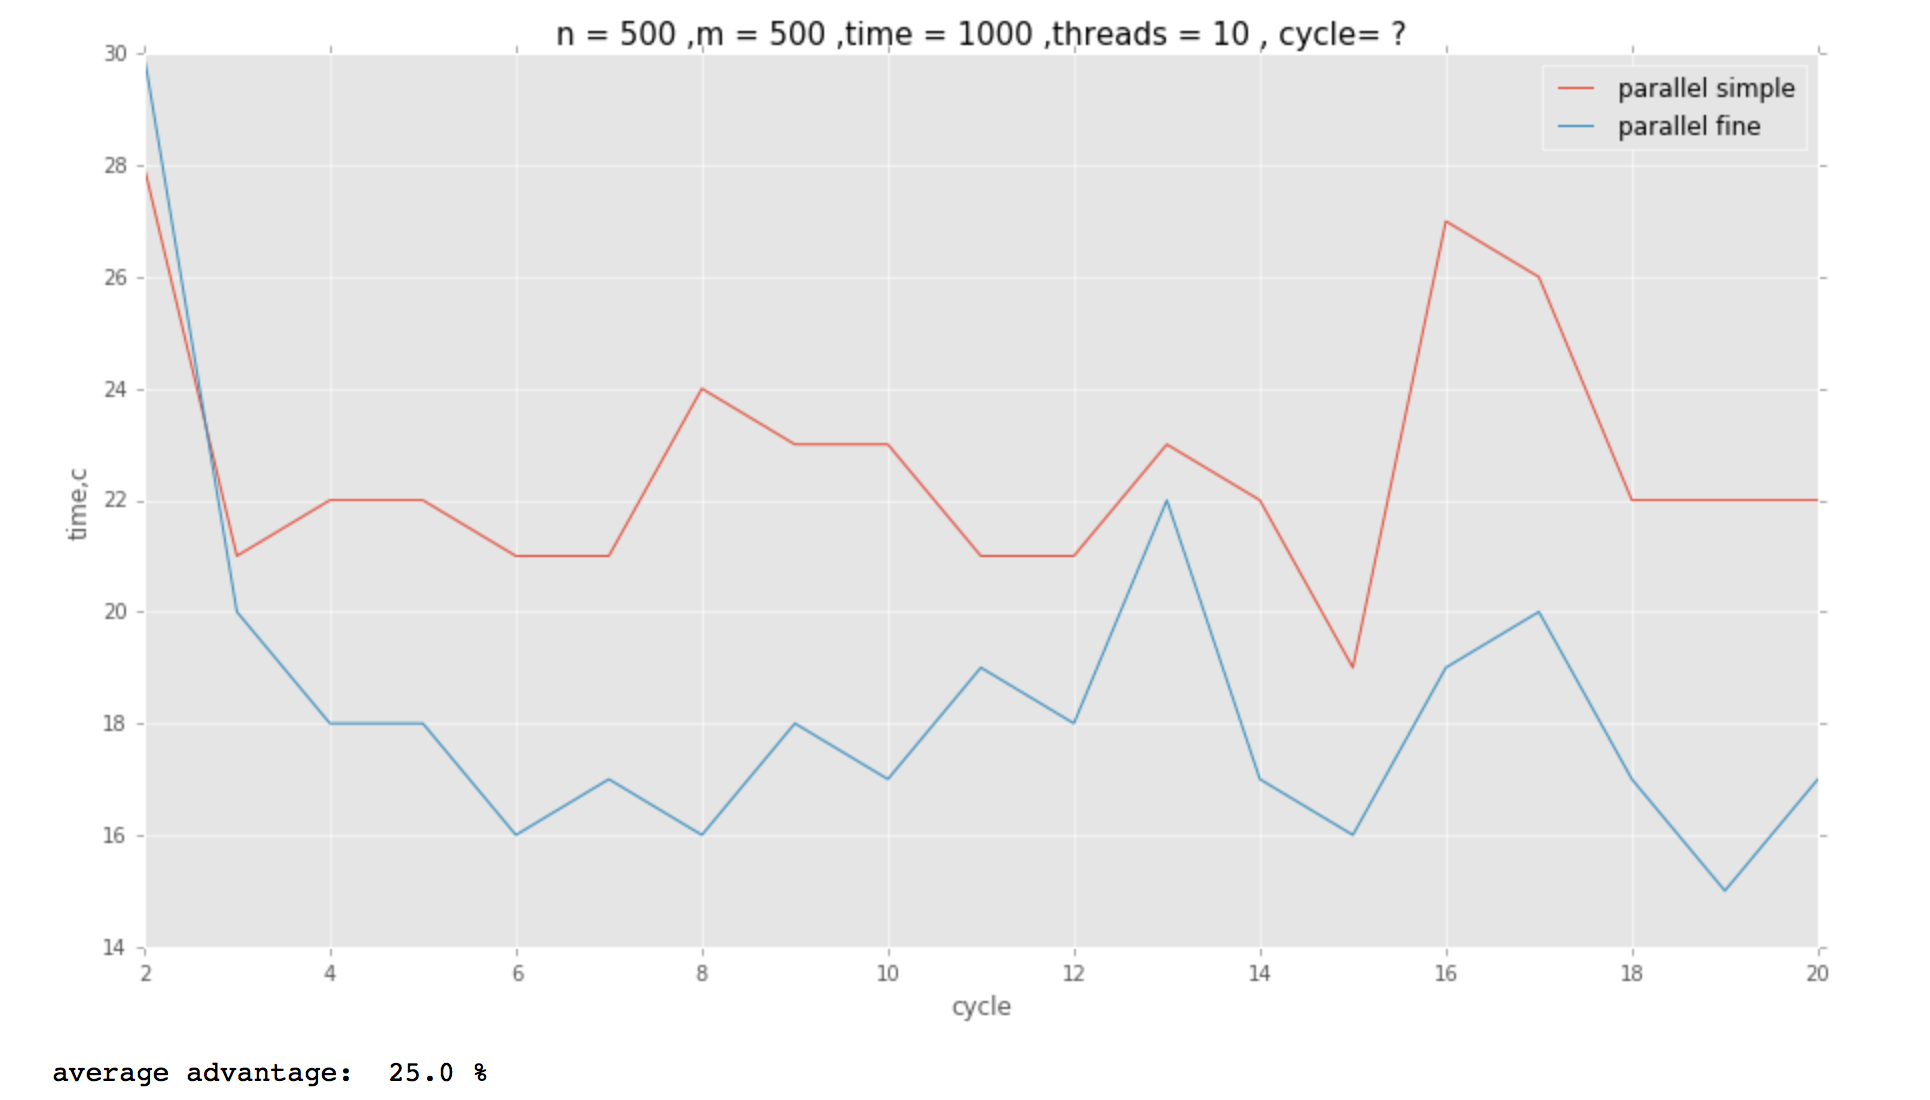 n = 500 ,m = 500 ,time = 1000 ,threads = 10 , cycle= ?
30
28
26
24
22
20
18
16
14
time,c
parallel simple
parallel fine
2 4 6 8 10 12 14 16 18 20
cycle
average advantage:  25.0 %